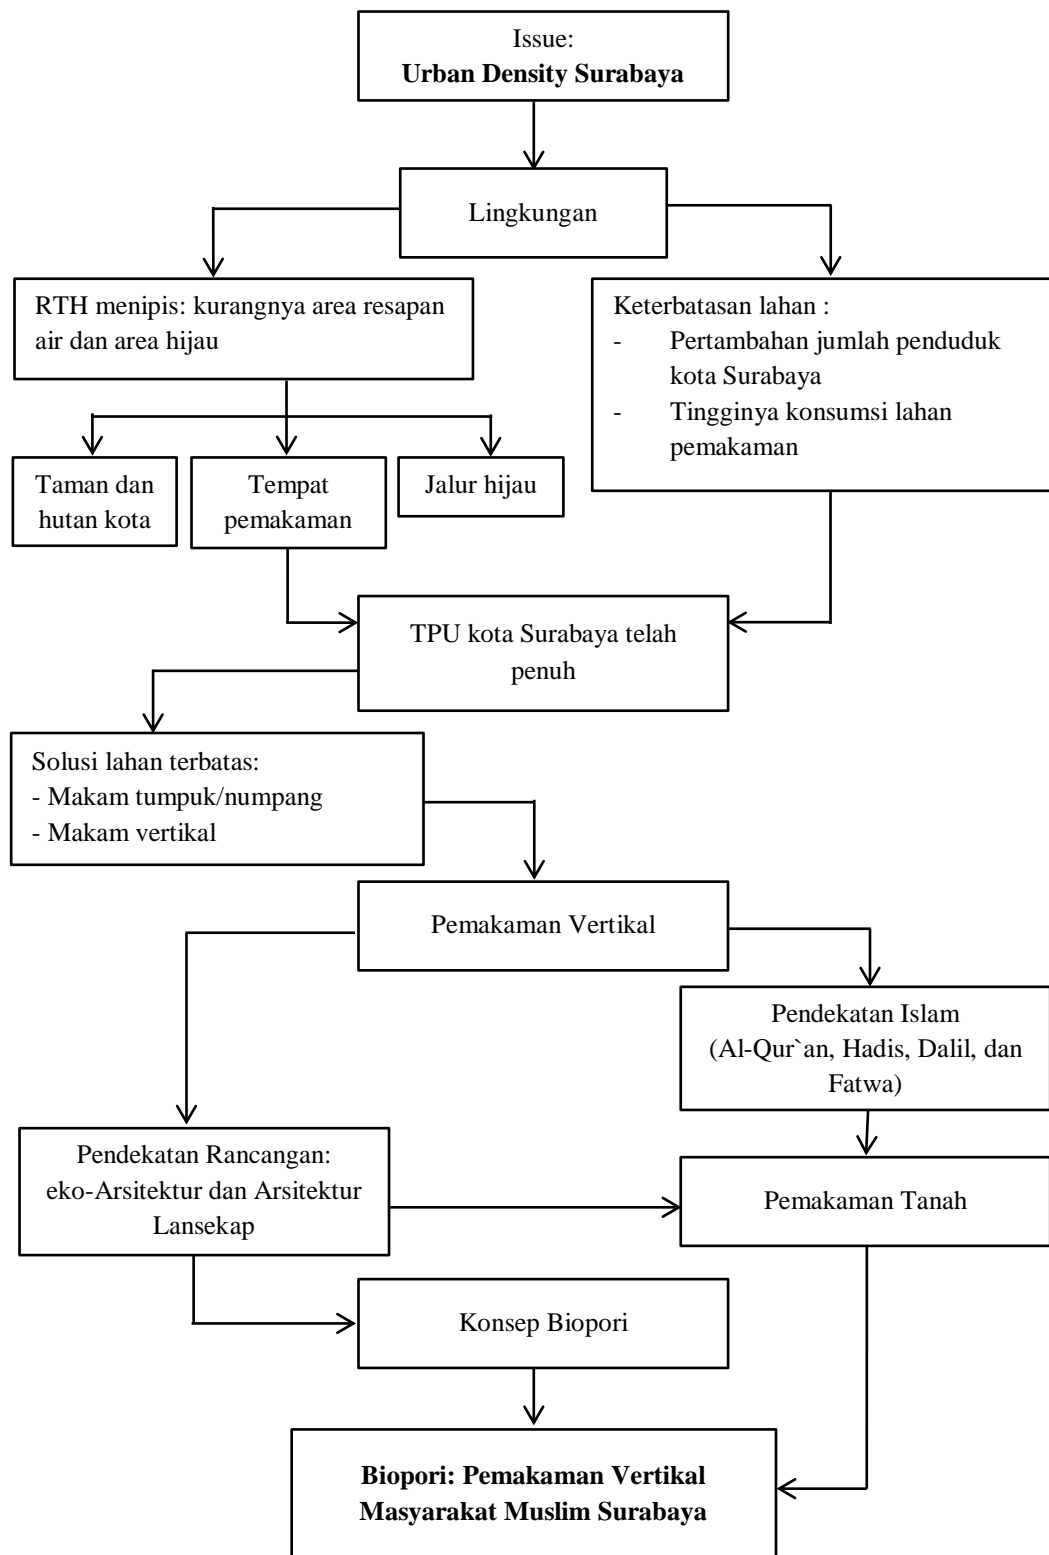 Issue:
Urban Density Surabaya
Lingkungan
RTH menipis: kurangnya area resapan
air dan area hijau
Keterbatasan lahan :
- Pertambahan jumlah penduduk
kota Surabaya
- Tingginya konsumsi lahan
pemakaman
Taman dan
hutan kota
Tempat
pemakaman
Jalur hijau
TPU kota Surabaya telah
penuh
Solusi lahan terbatas:
- Makam tumpuk/numpang
- Makam vertikal
Pemakaman Vertikal
Pendekatan Islam
(Al-Qur`an, Hadis, Dalil, dan
Fatwa)
Pendekatan Rancangan:
eko-Arsitektur dan Arsitektur
Lansekap
Pemakaman Tanah
Konsep Biopori
Biopori: Pemakaman Vertikal
Masyarakat Muslim Surabaya